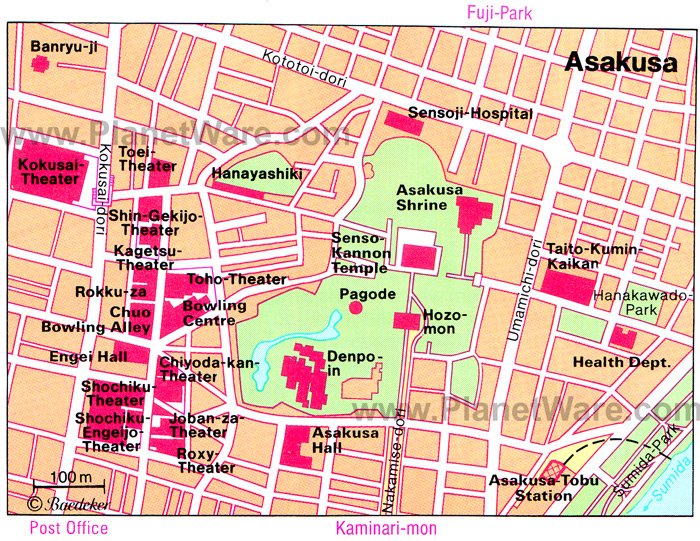 Fuji-Park
Banryu-ji
Kototoi-dori
Asakusa
Sensoji-Hospital
www.PlanetWare.com
Toei-
Theater
Kokusai-
Theater
Kokusai-dori
Hanayashiki
Asakusa
Shrine
Shin-Gekijo-
Theater
Kagetsu-
Theater
Senso-
Kannon
Temple
Umamichi-dori
Taito-Kumin-
Kaikan
Toho-Theater
Rokku-za
Pagode
Hanakawado-
Park
Chuo
Bowling Alley
Bowling
Centre
Hozo-
mon
Engei Hall
Chiyoda-kan-
Theater
Denpo-
in
Health Dept.
Shochiku-
Theater
www.PlanetWare.com
Shochiku-
Engeijo-
Theater
Joban-za-
Theater
Roxy-
Theater
Asakusa
Hall
Nakamise-dori
Asakusa-Tobu
Station
Sumida-Park
Sumida
100 m
© Baedeker
Post Office
Kaminari-mon